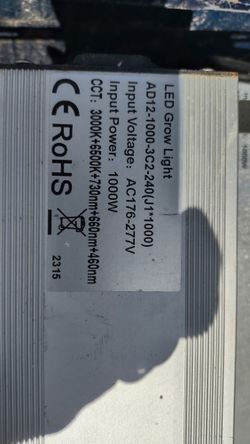 LED Grow Light
AD12-1000-3C2-240(J1*1000)
Input Voltage: AC176-277V
Input Power: 1000W
CCT: 3000K+6500K+730nm+660nm+460nm
CE RoHS
2315